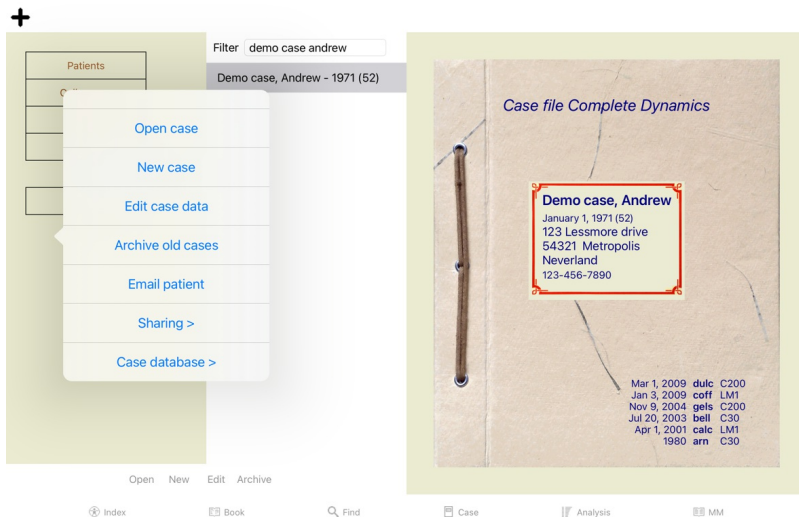 Filter demo case andrew
Patients
Demo case, Andrew - 1971 (52)
Open case
New case
Edit case data
Archive old cases
Email patient
Sharing >
Case database >
Case file Complete Dynamics
Demo case, Andrew
January 1, 1971 (52)
123 Lessmore drive
54321 Metropolis
Neverland
123-456-7890
Mar 1, 2009 dulc C200
Jan 3, 2009 coff LM1
Nov 9, 2004 gels C200
Jul 20, 2003 bell C30
Apr 1, 2001 calc LM1
1980 arn C30
Open New Edit Archive
Index Book Find Case Analysis MM